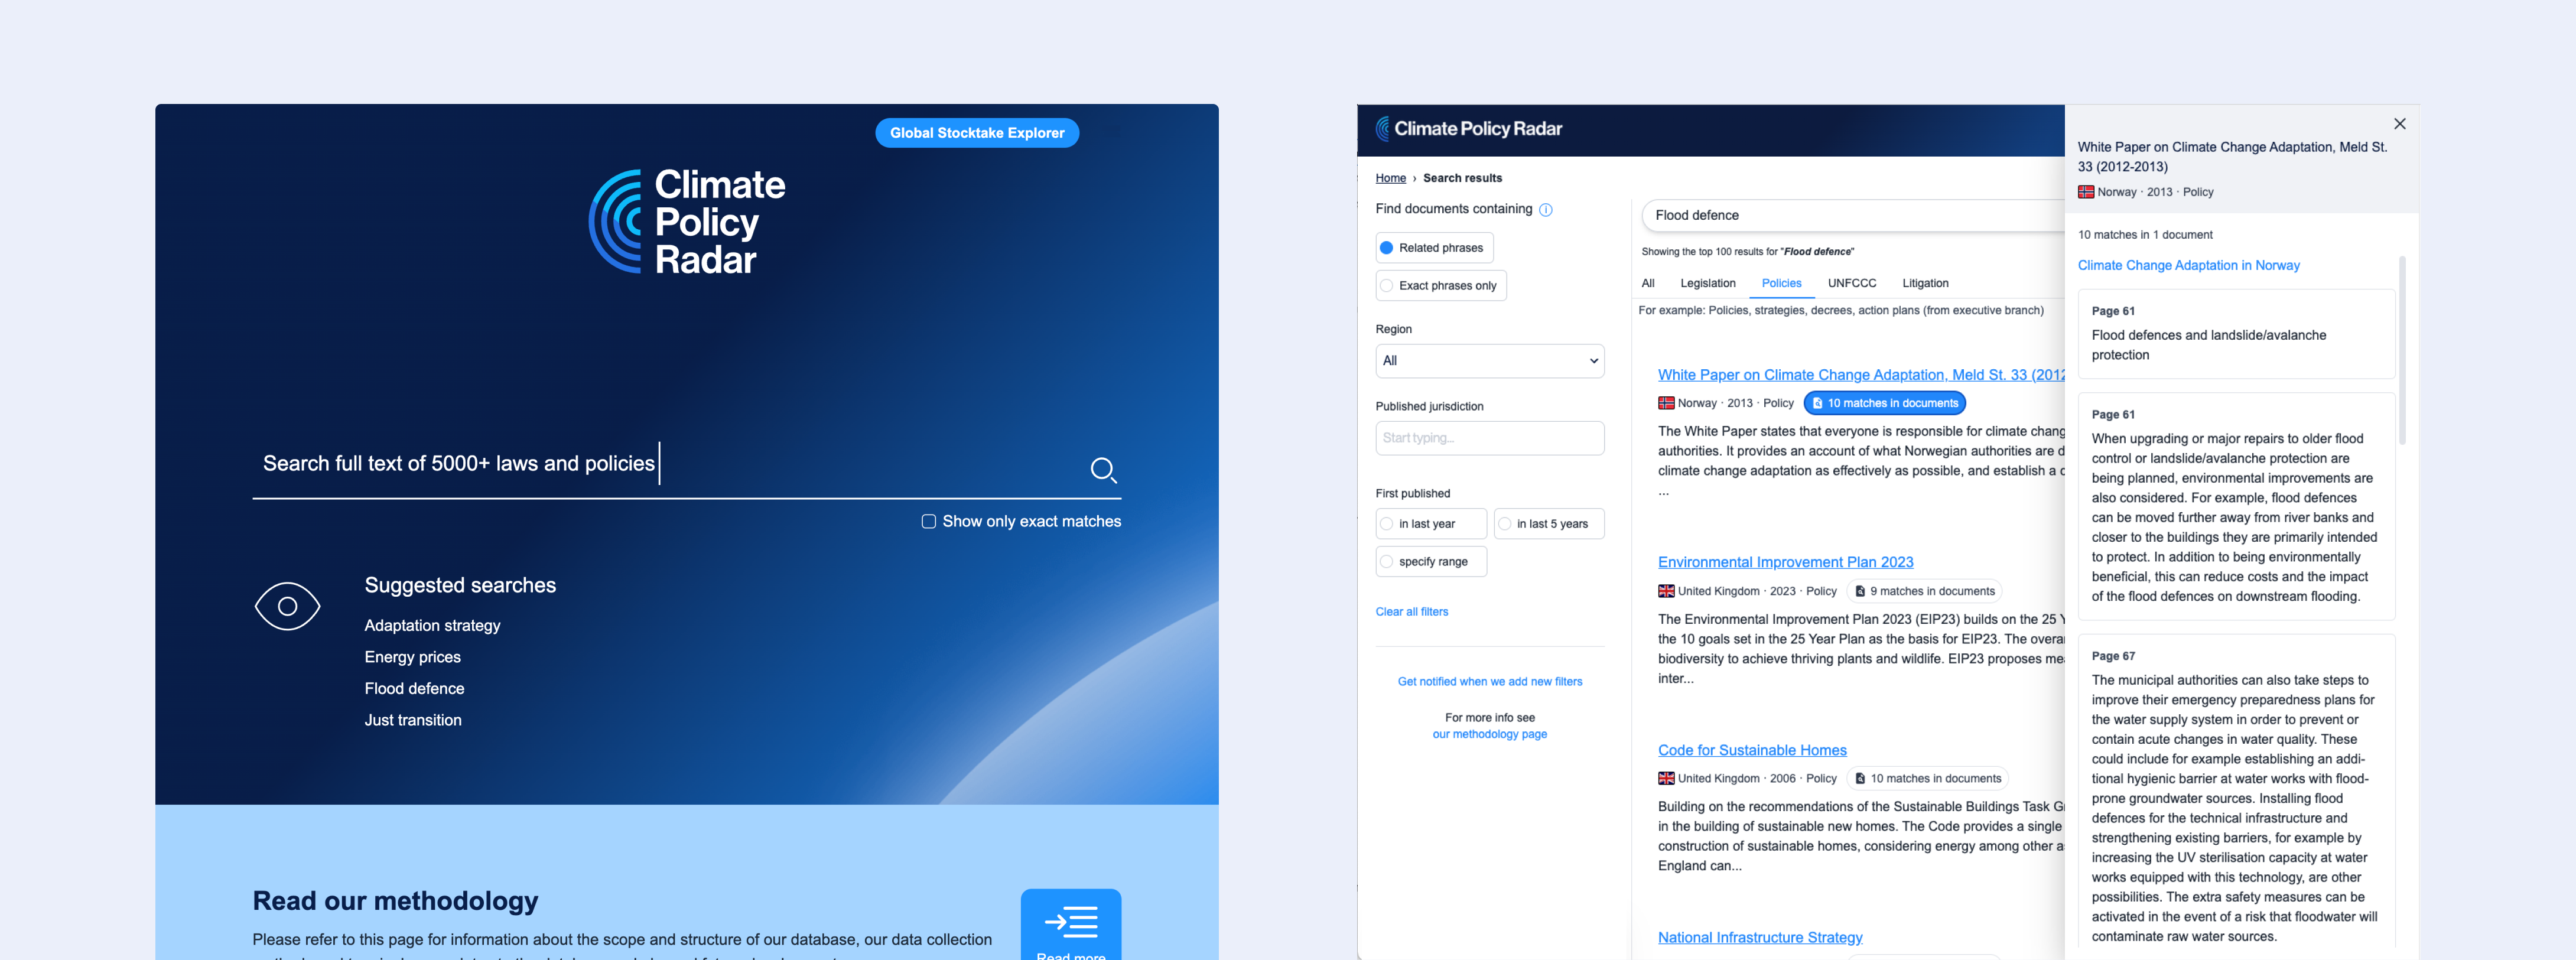 Global Stocktake Explorer
Climate
Policy
Radar
Search full text of 5000+ laws and policies
Show only exact matches
Suggested searches
Adaptation strategy
Energy prices
Flood defence
Just transition
Read our methodology
Please refer to this page for information about the scope and structure of our database, our data collection
Read more
Climate Policy Radar
Home › Search results
Find documents containing
Related phrases
Exact phrases only
Region
All
Published jurisdiction
Start typing...
First published
in last year
in last 5 years
specify range
Clear all filters
Get notified when we add new filters
For more info see
our methodology page
Flood defence
Showing the top 100 results for "Flood defence"
All Legislation Policies UNFCCC Litigation
For example: Policies, strategies, decrees, action plans (from executive branch)
White Paper on Climate Change Adaptation, Meld St. 33 (2012
Norway · 2013 · Policy 10 matches in documents
The White Paper states that everyone is responsible for climate chang
authorities. It provides an account of what Norwegian authorities are d
climate change adaptation as effectively as possible, and establish a c
...
Environmental Improvement Plan 2023
United Kingdom · 2023 · Policy 9 matches in documents
The Environmental Improvement Plan 2023 (EIP23) builds on the 25 Y
the 10 goals set in the 25 Year Plan as the basis for EIP23. The overa
biodiversity to achieve thriving plants and wildlife. EIP23 proposes me
inter...
Code for Sustainable Homes
United Kingdom · 2006 · Policy 10 matches in documents
Building on the recommendations of the Sustainable Buildings Task G
in the building of sustainable new homes. The Code provides a single
construction of sustainable homes, considering energy among other a
England can...
National Infrastructure Strategy
White Paper on Climate Change Adaptation, Meld St.
33 (2012-2013)
Norway · 2013 · Policy
10 matches in 1 document
Climate Change Adaptation in Norway
Page 61
Flood defences and landslide/avalanche
protection
Page 61
When upgrading or major repairs to older flood
control or landslide/avalanche protection are
being planned, environmental improvements are
also considered. For example, flood defences
can be moved further away from river banks and
closer to the buildings they are primarily intended
to protect. In addition to being environmentally
beneficial, this can reduce costs and the impact
of the flood defences on downstream flooding.
Page 67
The municipal authorities can also take steps to
improve their emergency preparedness plans for
the water supply system in order to prevent or
contain acute changes in water quality. These
could include for example establishing an addi-
tional hygienic barrier at water works with flood-
prone groundwater sources. Installing flood
defences for the technical infrastructure and
strengthening existing barriers, for example by
increasing the UV sterilisation capacity at water
works equipped with this technology, are other
possibilities. The extra safety measures can be
activated in the event of a risk that floodwater will
contaminate raw water sources.